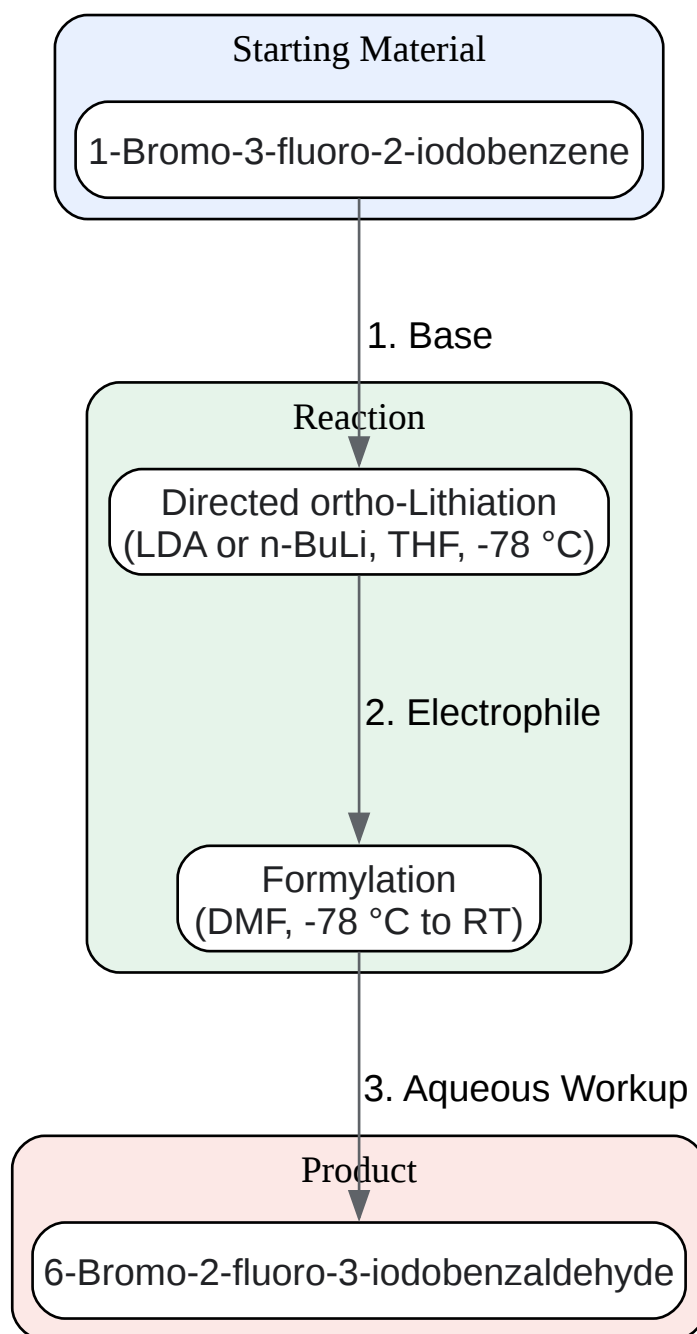 Starting Material
1-Bromo-3-fluoro-2-iodobenzene
1. Base
Reaction
Directed ortho-Lithiation
(LDA or n-BuLi, THF, -78 °C)
2. Electrophile
Formylation
(DMF, -78 °C to RT)
3. Aqueous Workup
Product
6-Bromo-2-fluoro-3-iodobenzaldehyde